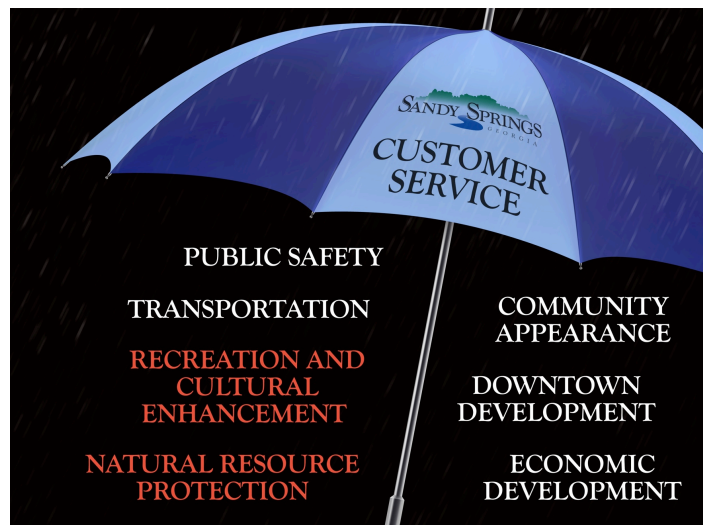 SANDY SPRINGS
GEORGIA
CUSTOMER
SERVICE
PUBLIC SAFETY
TRANSPORTATION
RECREATION AND
CULTURAL
ENHANCEMENT
NATURAL RESOURCE
PROTECTION
COMMUNITY
APPEARANCE
DOWNTOWN
DEVELOPMENT
ECONOMIC
DEVELOPMENT